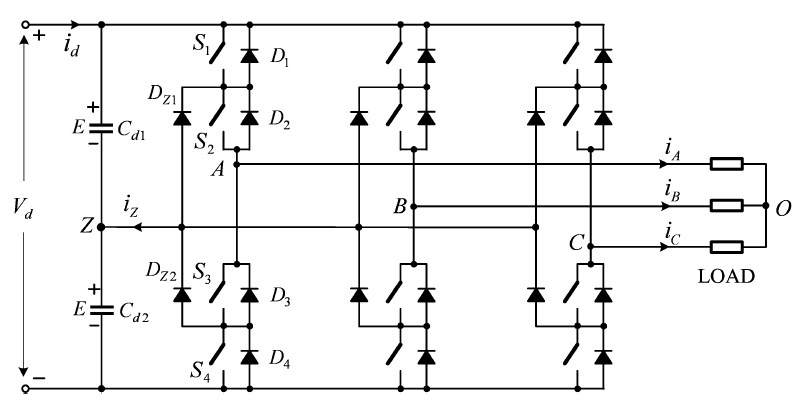 +
i_d
S_1
D_1
D_Z1
+
E
C_d1
-
S_2
D_2
A
i_A
V_d
Z
i_Z
B
i_B
O
C
i_C
LOAD
D_Z2
S_3
D_3
+
E
C_d2
-
S_4
D_4
-